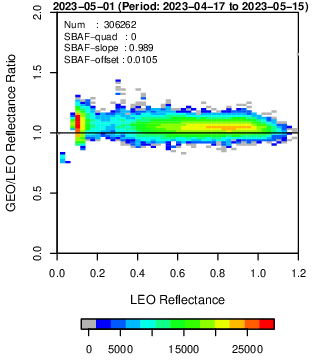 2023-05-01 (Period: 2023-04-17 to 2023-05-15)
Num : 306262
SBAF-quad : 0
SBAF-slope : 0.989
SBAF-offset : 0.0105
GEO/LEO Reflectance Ratio
2.0
1.5
1.0
0.5
0.0
0.0 0.2 0.4 0.6 0.8 1.0 1.2
LEO Reflectance
0 5000 15000 25000